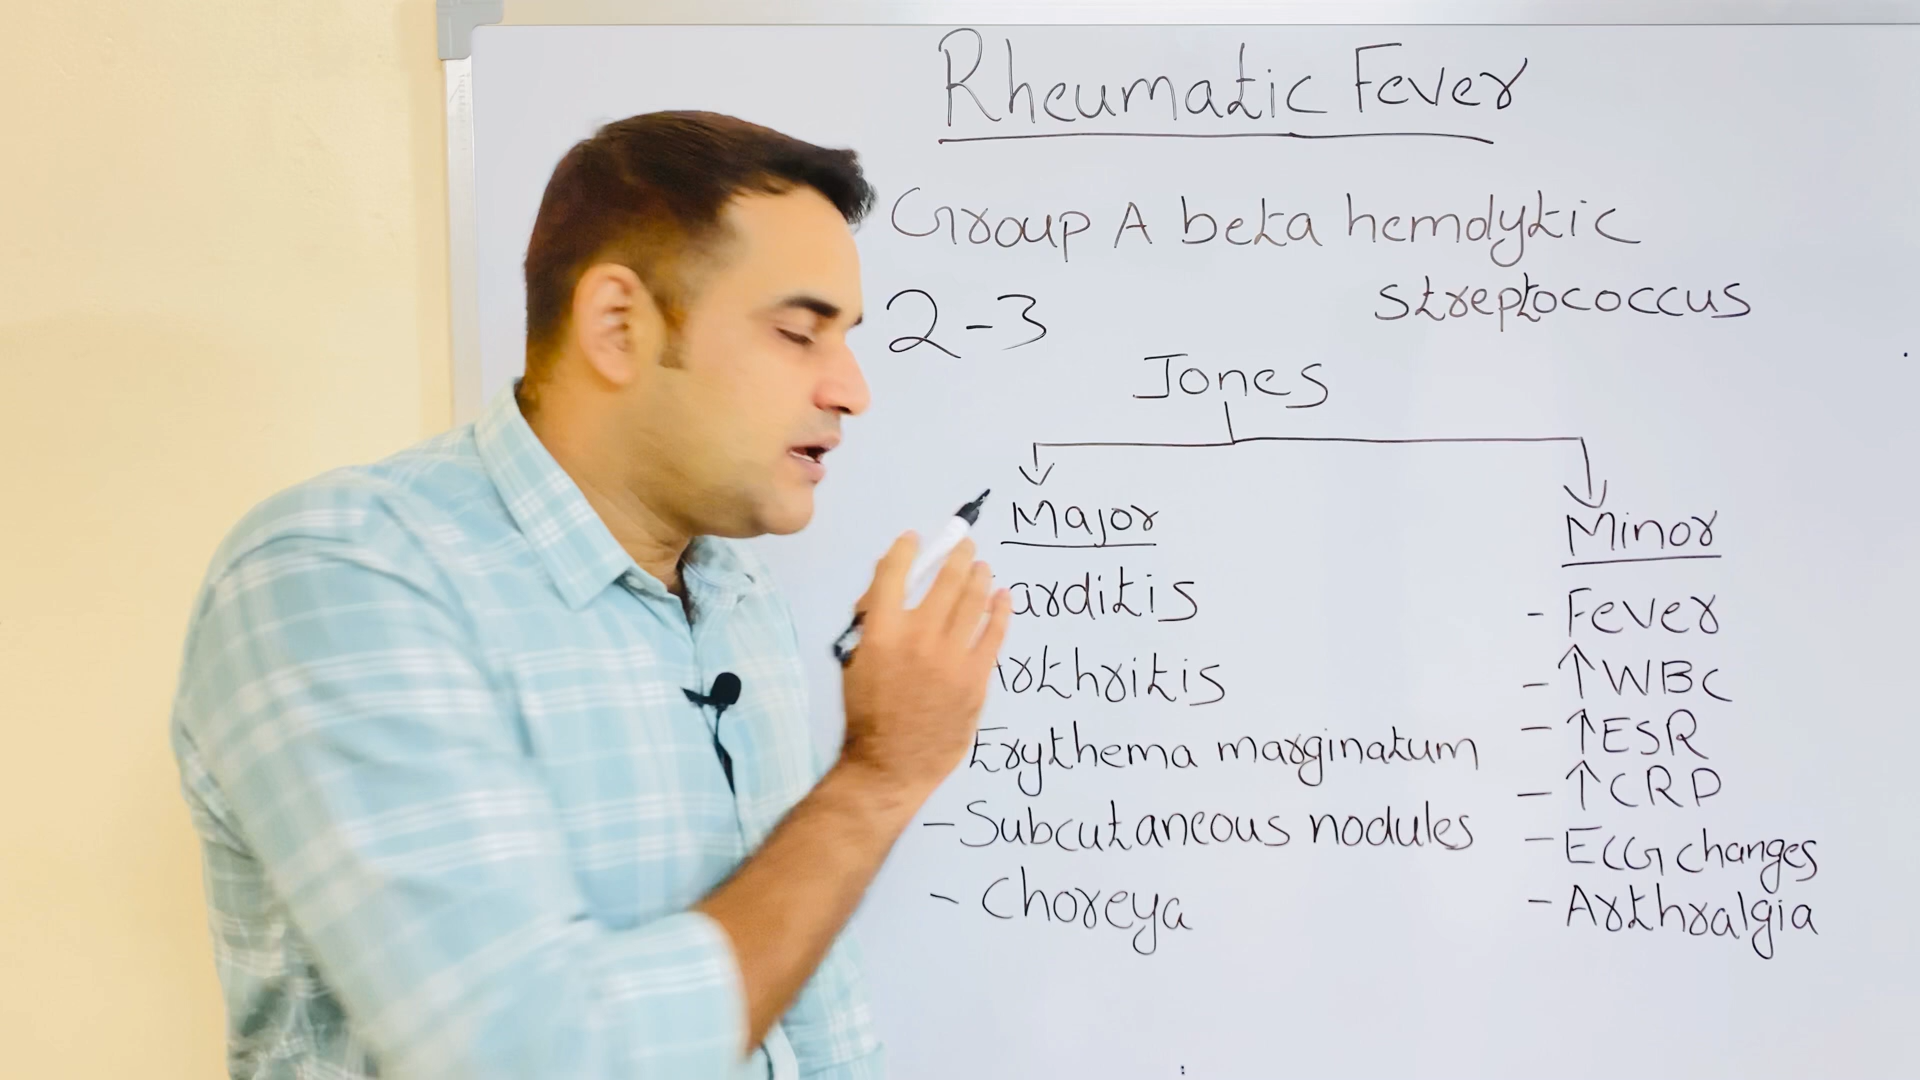 Rheumatic Fever
Group A beta hemolytic
streptococcus
2-3
Jones
Major
Minor
arditis
rthritis
Erythema marginatum
- Subcutaneous nodules
- Choreya
- Fever
- ↑WBC
- ↑ESR
- ↑CRP
- ECG changes
- Arthralgia